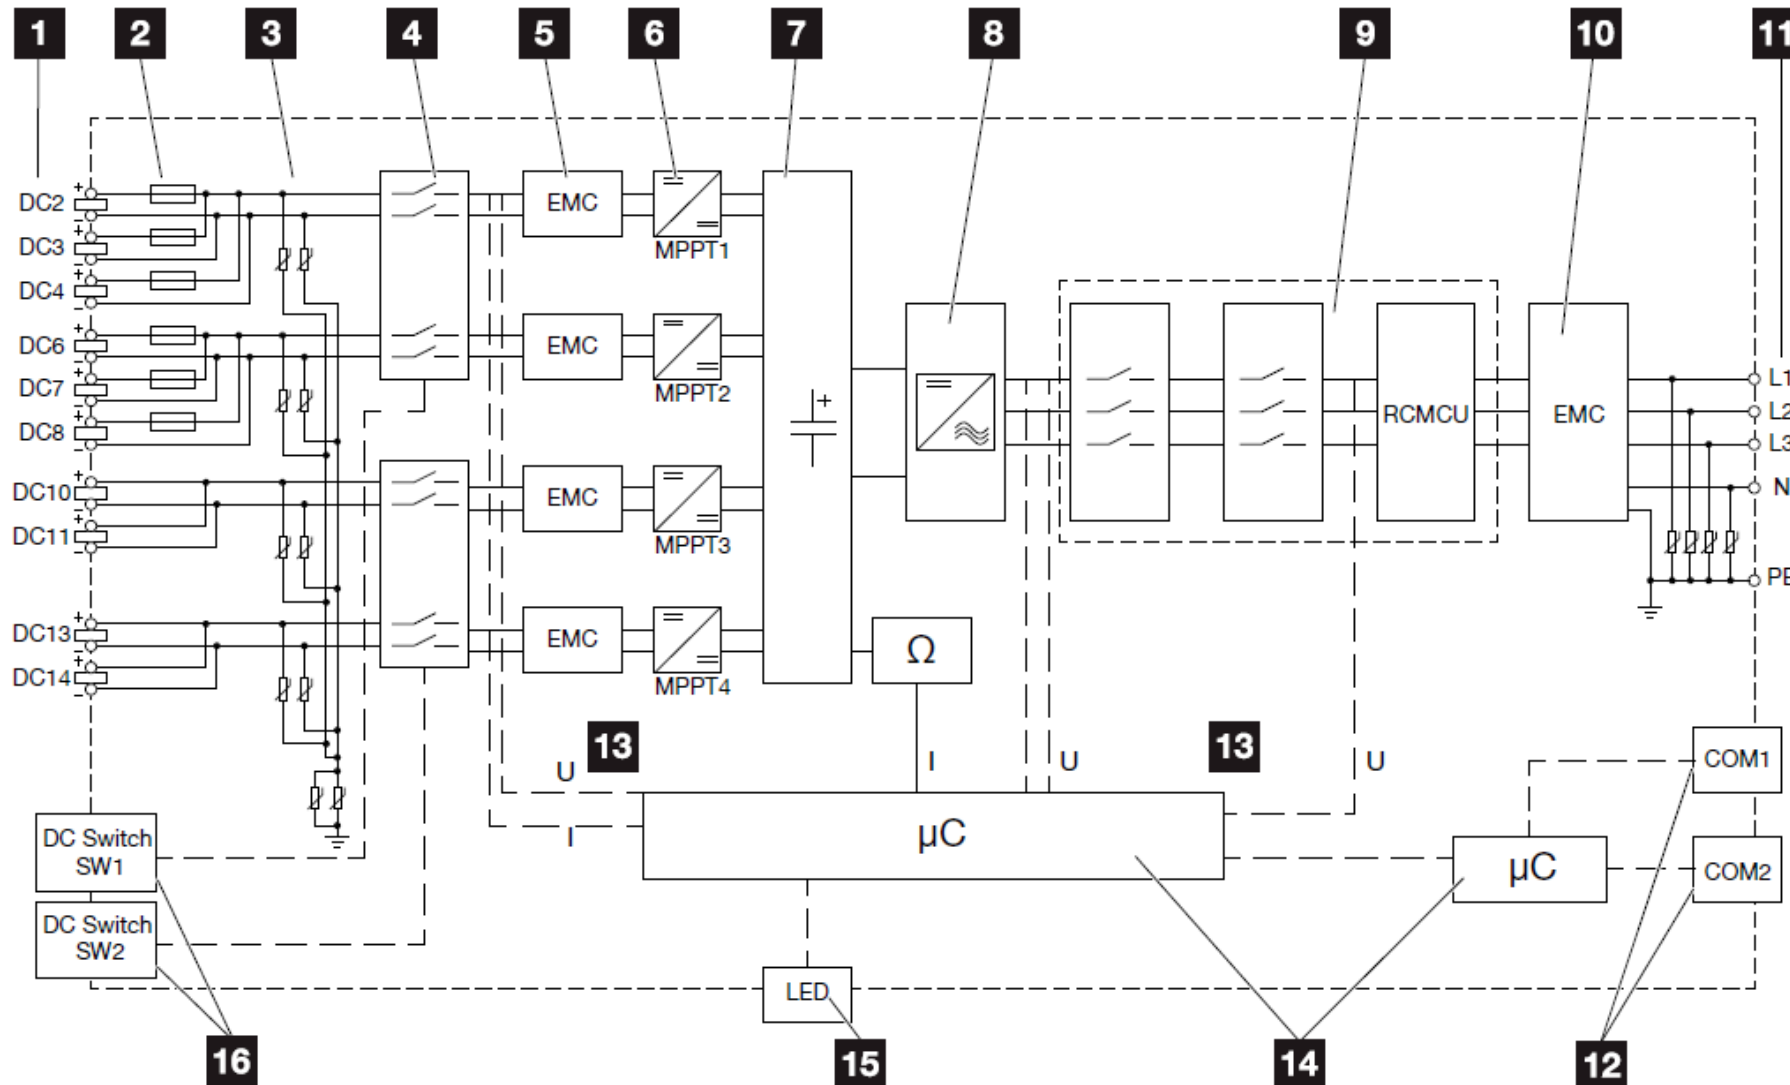 1 2 3 4 5 6 7 8 9 10 11
DC2 + -
DC3 + -
DC4 + -
DC6 + -
DC7 + -
DC8 + -
DC10 + -
DC11 + -
DC13 + -
DC14 + -
EMC
MPPT1
EMC
MPPT2
EMC
MPPT3
EMC
MPPT4
+
Ω
RCMCU
EMC
L1
L2
L3
N
PE
13
U
I
I
U
13
U
µC
µC
COM1
COM2
DC Switch
SW1
DC Switch
SW2
LED
16 15 14 12